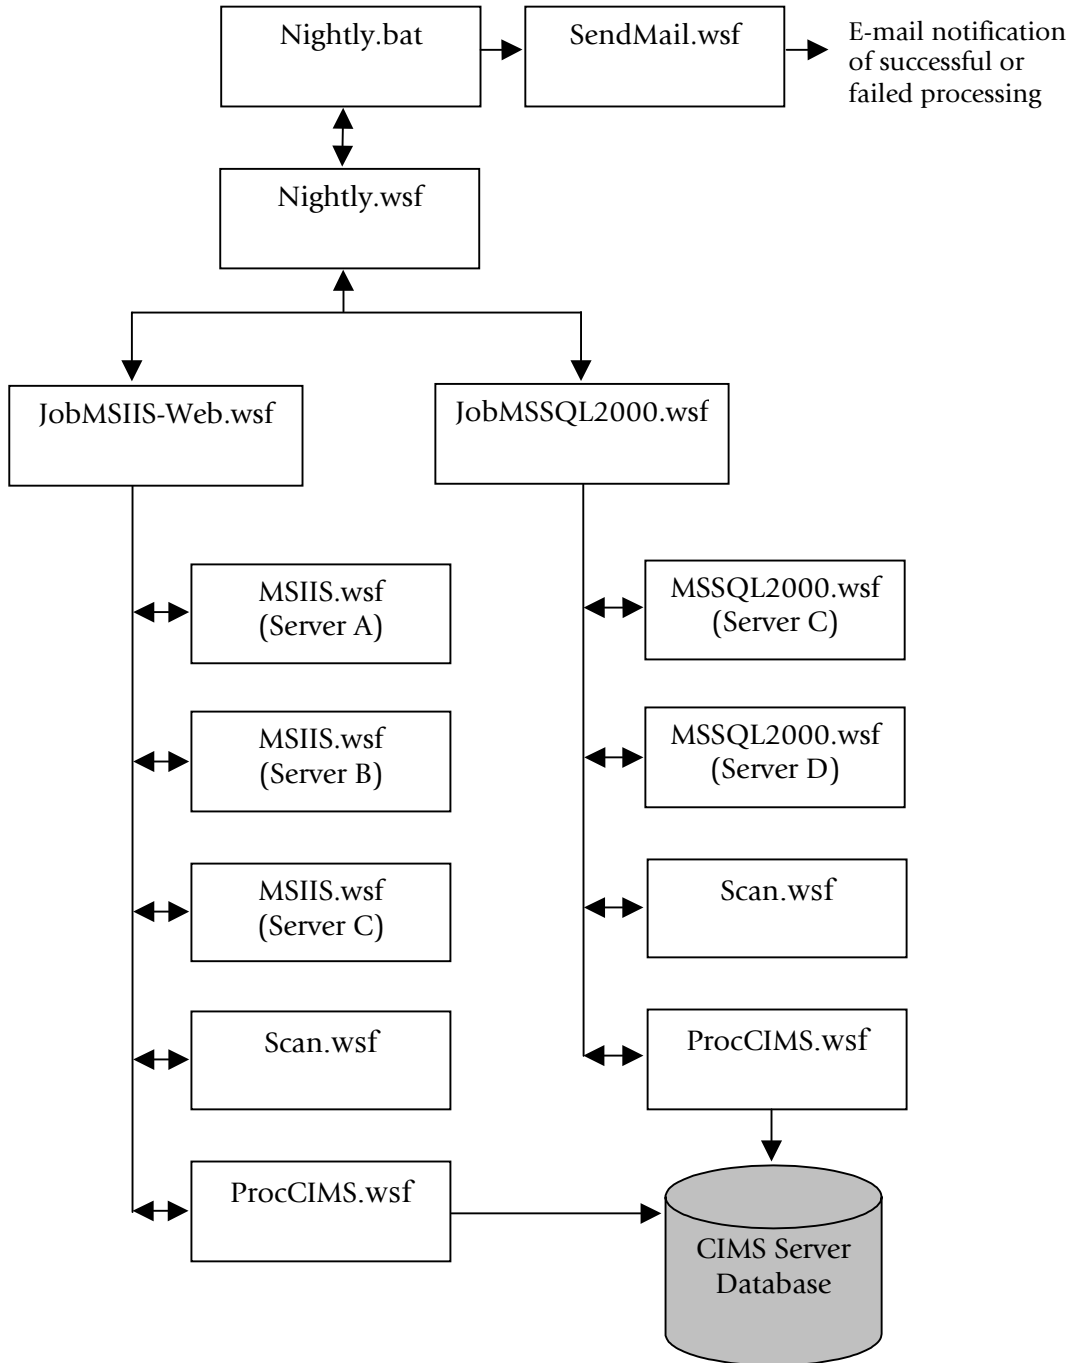 Nightly.bat
SendMail.wsf
E-mail notification
of successful or
failed processing
Nightly.wsf
JobMSIIS-Web.wsf
JobMSSQL2000.wsf
MSIIS.wsf
(Server A)
MSSQL2000.wsf
(Server C)
MSIIS.wsf
(Server B)
MSSQL2000.wsf
(Server D)
MSIIS.wsf
(Server C)
Scan.wsf
Scan.wsf
ProcCIMS.wsf
ProcCIMS.wsf
CIMS Server
Database